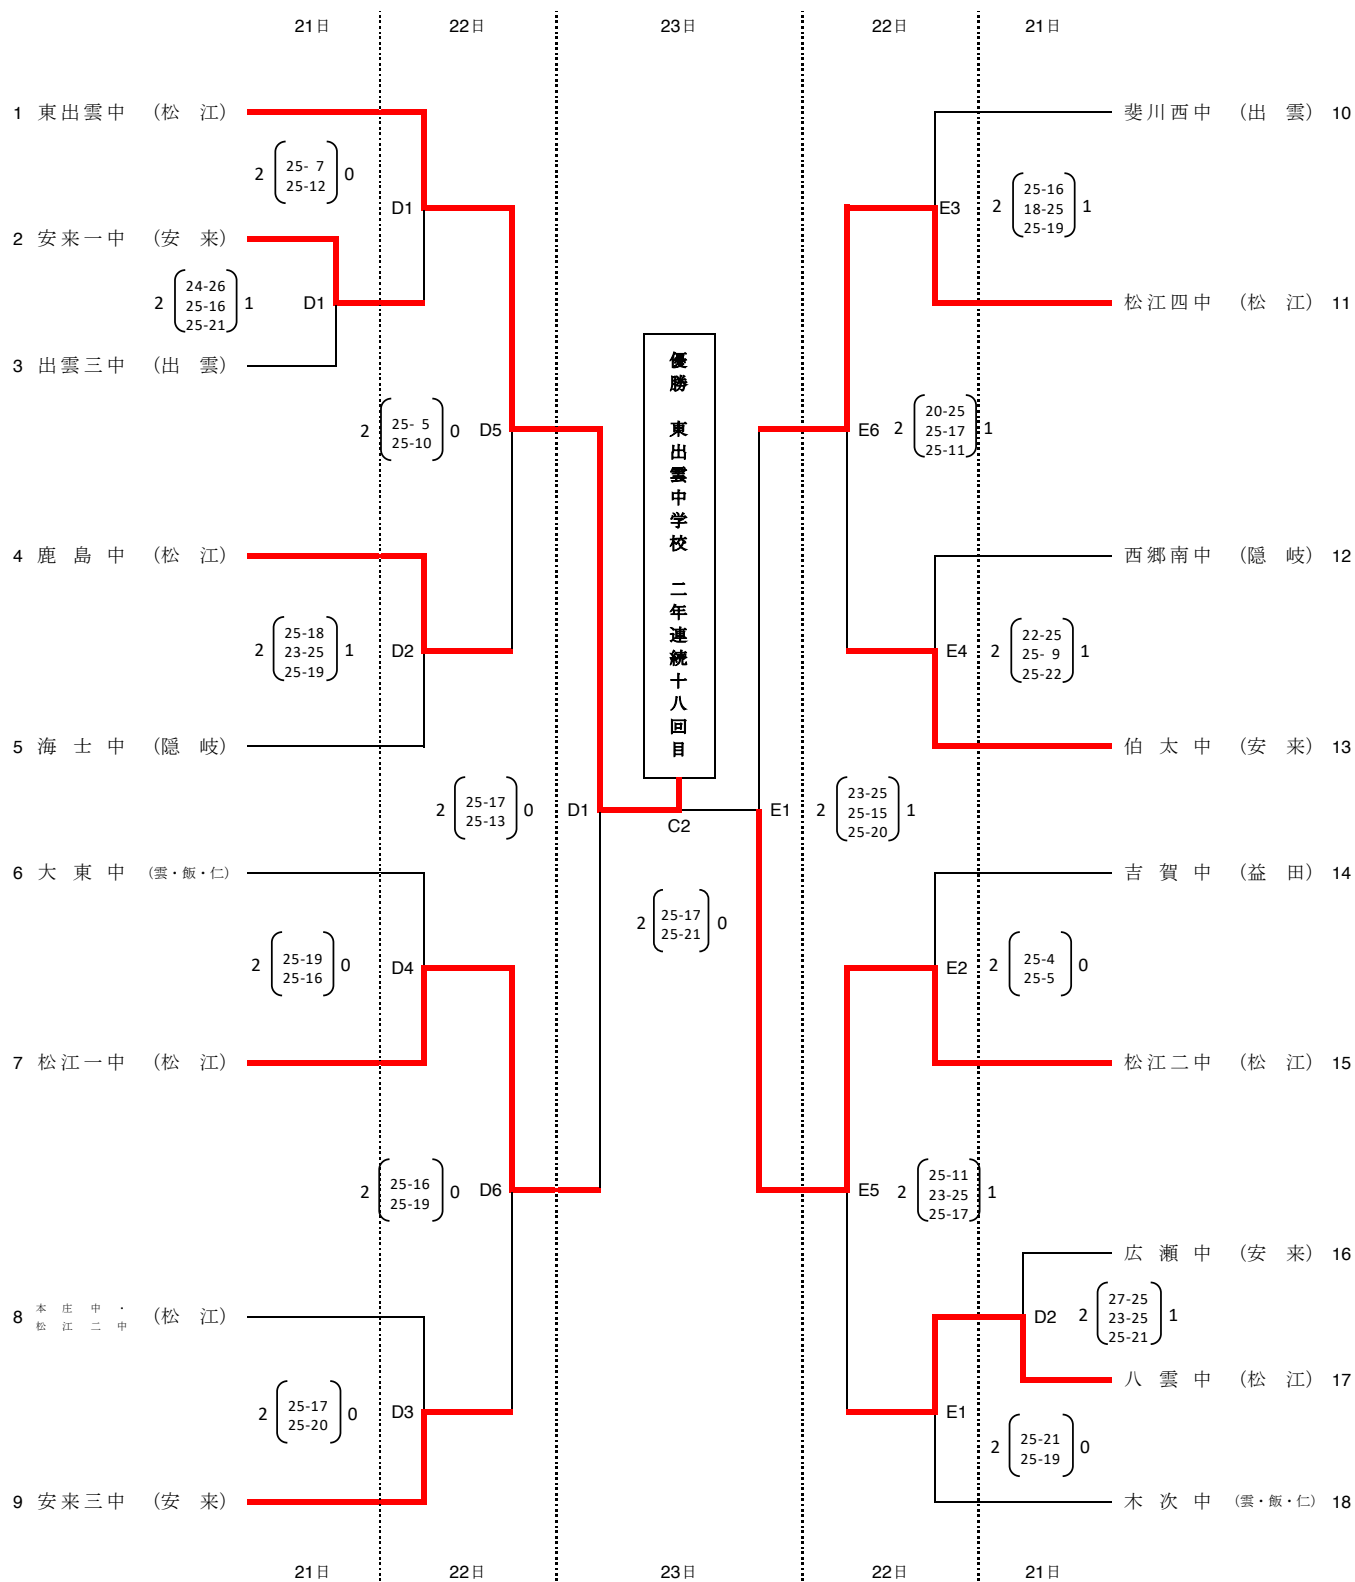 21日 22日 23日 22日 21日
1 東出雲中 （松 江）
2 25- 7 0
25-12
D1
2 安来一中 （安 来）
2 24-26 1
25-16
25-21
D1
3 出雲三中 （出 雲）
2 25- 5 0
25-10
D5
4 鹿島中 （松 江）
2 25-18 1
23-25
25-19
D2
5 海士中 （隠 岐）
2 25-17 0
25-13
D1
6 大東中 （雲・飯・仁）
2 25-19 0
25-16
D4
7 松江一中 （松 江）
2 25-16 0
25-19
D6
8 本庄中・ （松 江）
松江二中
2 25-17 0
25-20
D3
9 安来三中 （安 来）
優勝 東出雲中学校 二年連続十八回目
C2
2 25-17 0
25-21
斐川西中 （出 雲） 10
E3
2 25-16 1
18-25
25-19
松江四中 （松 江） 11
E6
2 20-25 1
25-17
25-11
西郷南中 （隠 岐） 12
E4
2 22-25 1
25- 9
25-22
伯太中 （安 来） 13
E1
2 23-25 1
25-15
25-20
吉賀中 （益 田） 14
E2
2 25-4 0
25-5
松江二中 （松 江） 15
E5
2 25-11 1
23-25
25-17
広瀬中 （安 来） 16
D2
2 27-25 1
23-25
25-21
八雲中 （松 江） 17
E1
2 25-21 0
25-19
木次中 （雲・飯・仁） 18
21日 22日 23日 22日 21日